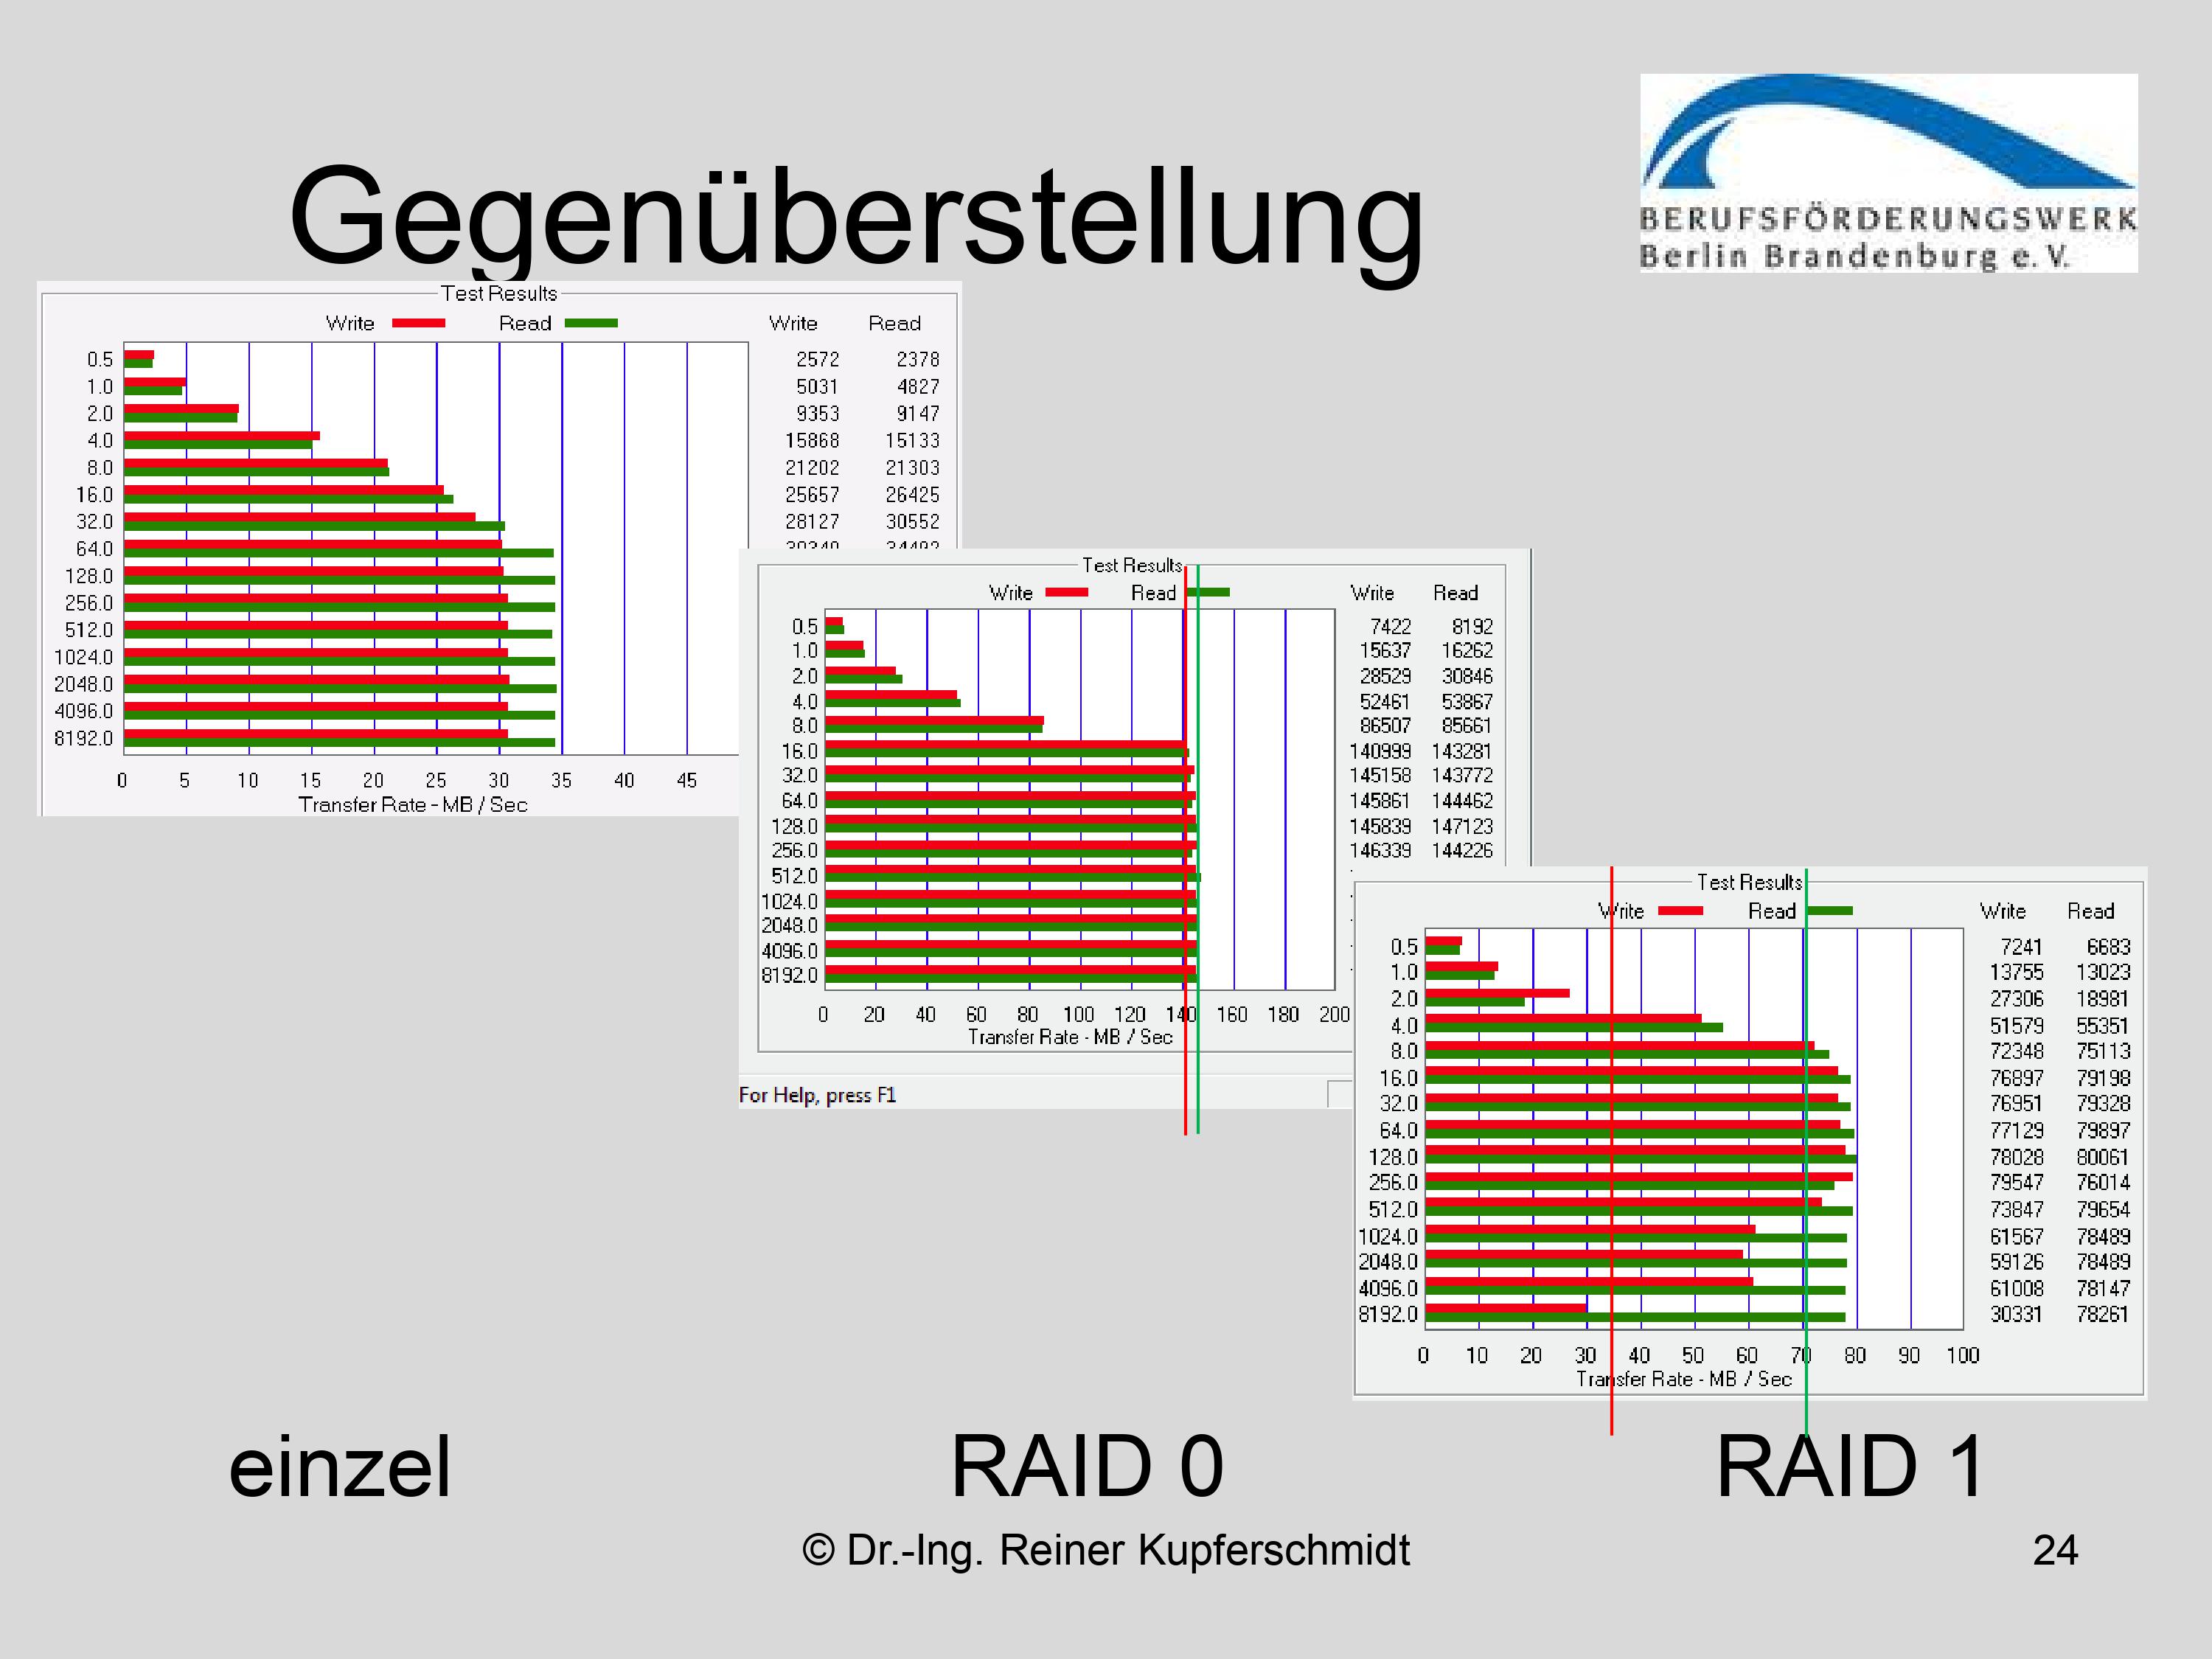 Gegenüberstellung
BERUFSFÖRDERUNGSWERK
Berlin Brandenburg e. V.
Test Results
Write Read Write Read
0.5 2572 2378
1.0 5031 4827
2.0 9353 9147
4.0 15868 15133
8.0 21202 21303
16.0 25657 26425
32.0 28127 30552
64.0
128.0
256.0
512.0
1024.0
2048.0
4096.0
8192.0
0 5 10 15 20 25 30 35 40 45
Transfer Rate - MB / Sec
Test Results
Write Read Write Read
0.5 7422 8192
1.0 15637 16262
2.0 28529 30846
4.0 52461 53867
8.0 86507 85661
16.0 140999 143281
32.0 145158 143772
64.0 145861 144462
128.0 145839 147123
256.0 146339 144226
512.0
1024.0
2048.0
4096.0
8192.0
0 20 40 60 80 100 120 140 160 180 200
Transfer Rate - MB / Sec
For Help, press F1
Test Results
Write Read Write Read
0.5 7241 6683
1.0 13755 13023
2.0 27306 18981
4.0 51579 55351
8.0 72348 75113
16.0 76897 79198
32.0 76951 79328
64.0 77129 79897
128.0 78028 80061
256.0 79547 76014
512.0 73847 79654
1024.0 61567 78489
2048.0 59126 78489
4096.0 61008 78147
8192.0 30331 78261
0 10 20 30 40 50 60 70 80 90 100
Transfer Rate - MB / Sec
einzel RAID 0 RAID 1
© Dr.-Ing. Reiner Kupferschmidt 24